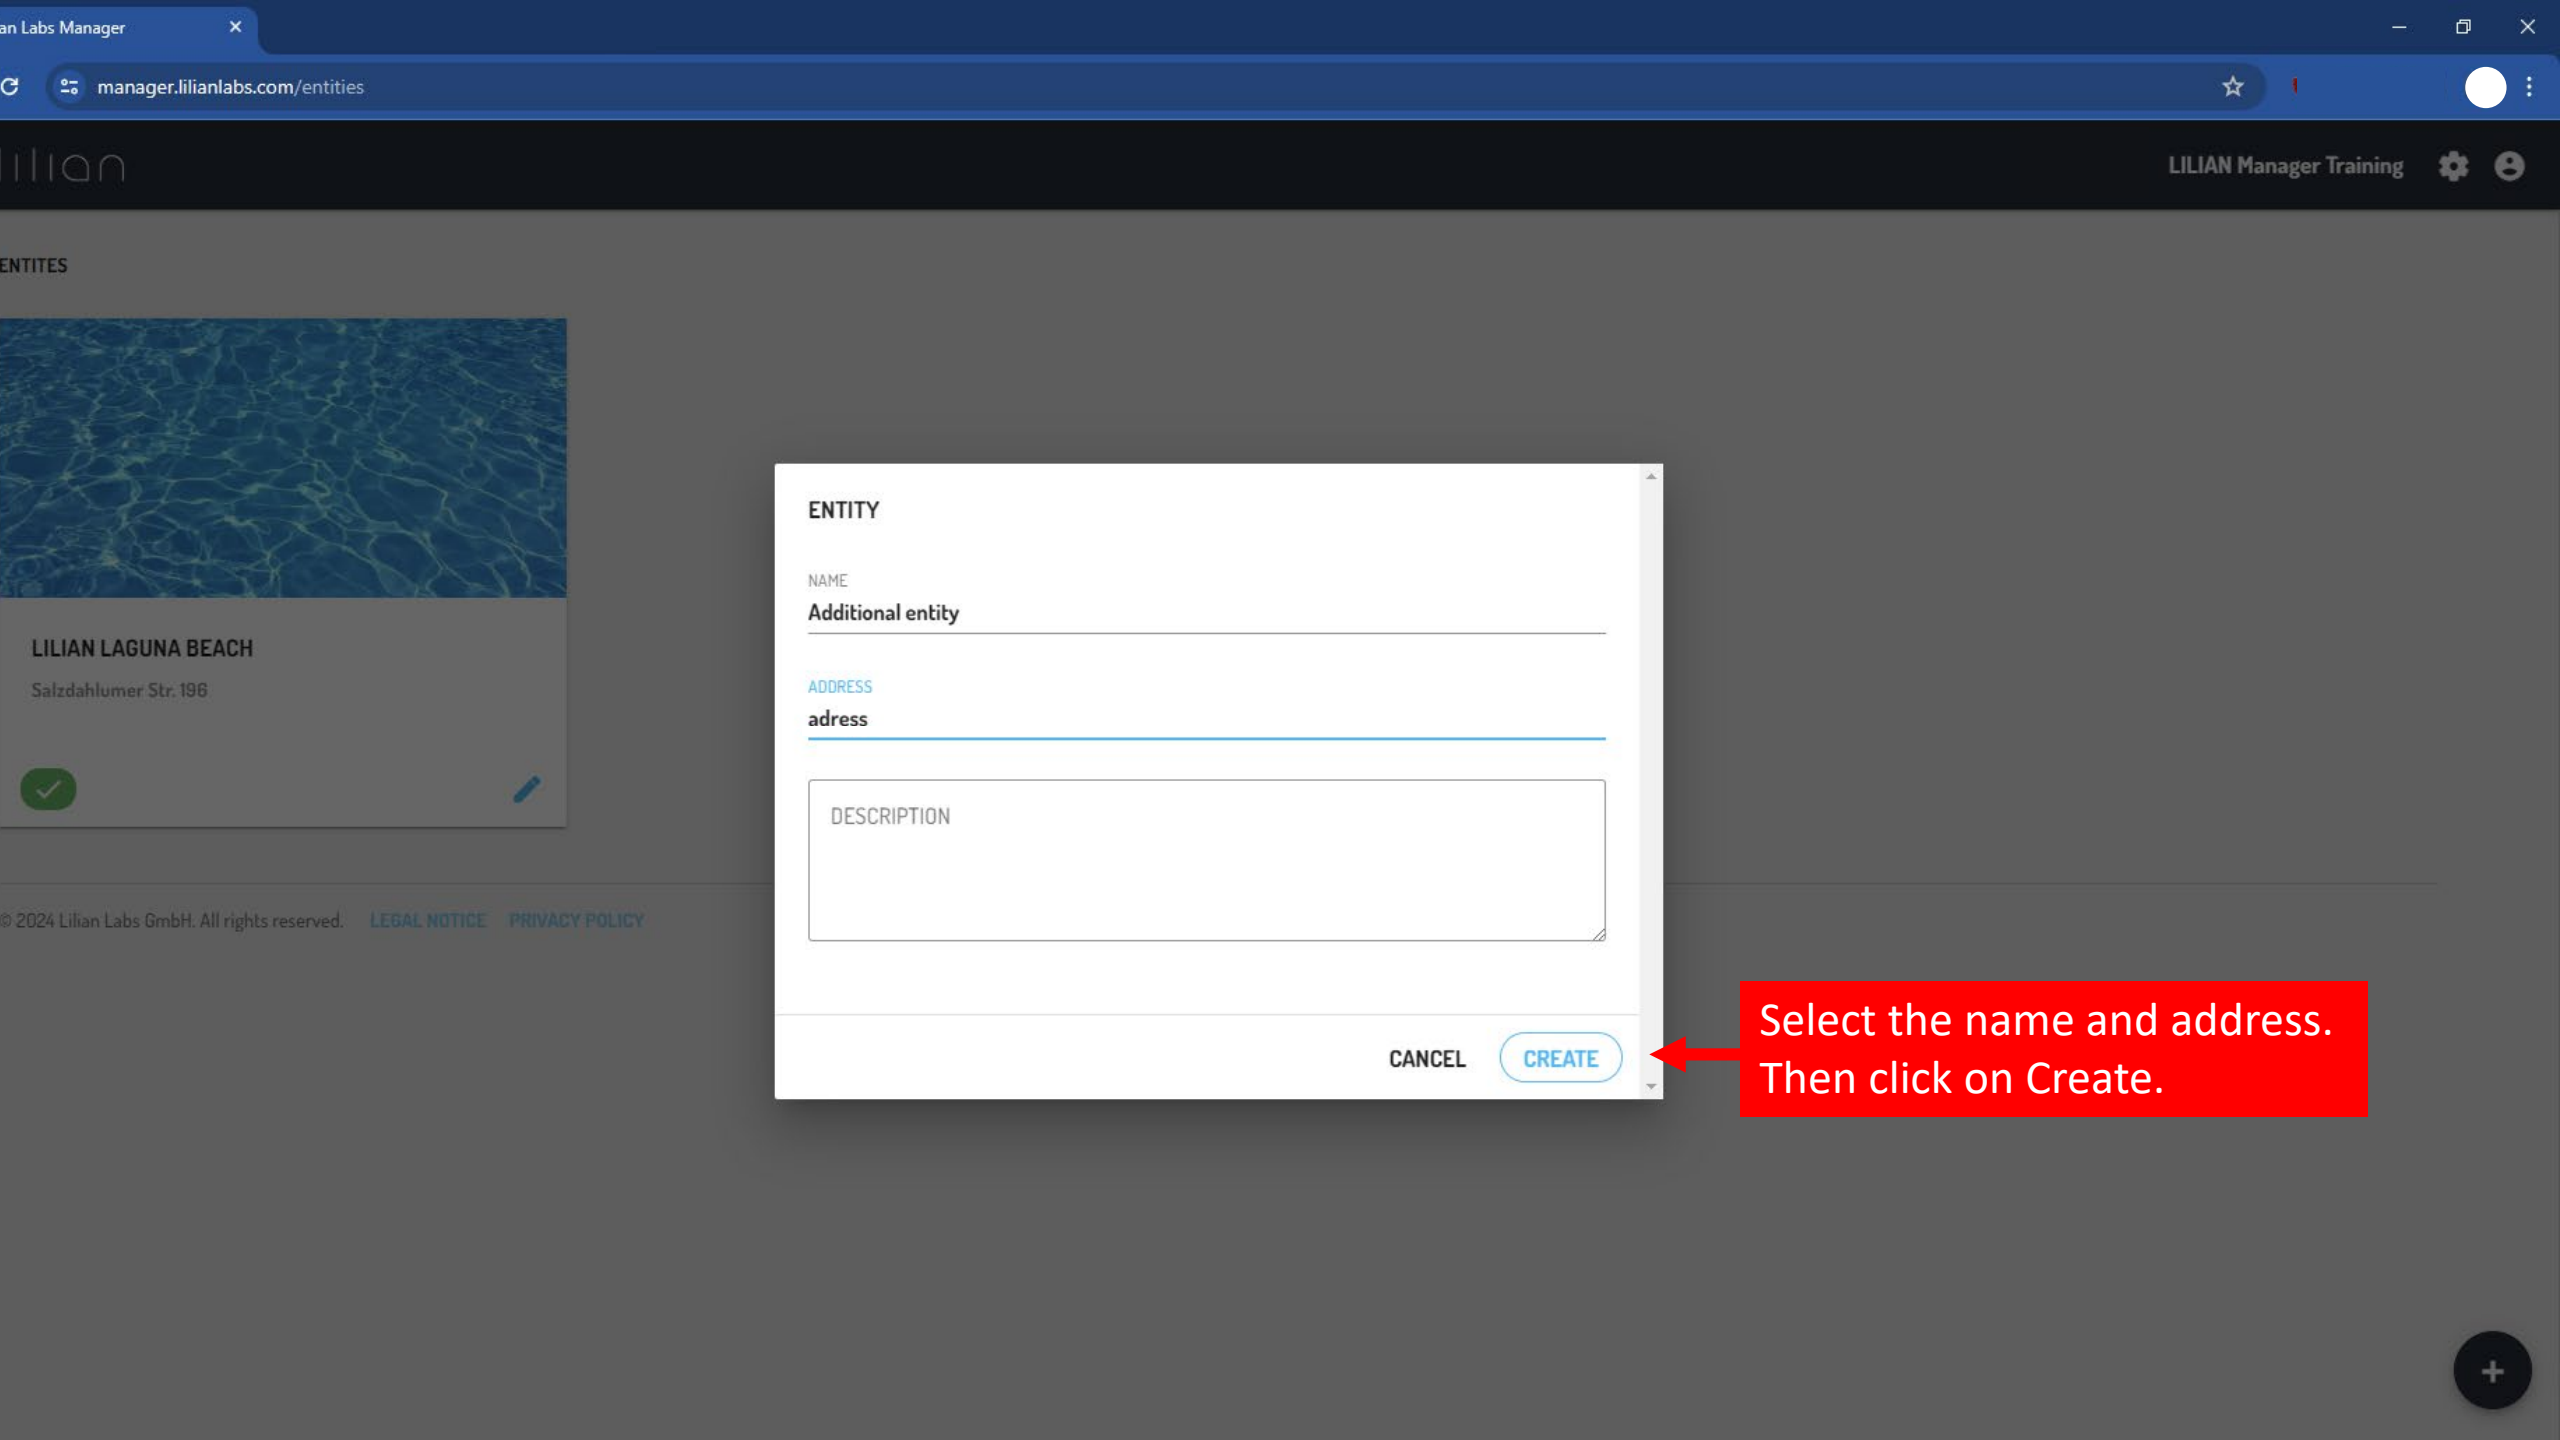 an Labs Manager
manager.lilianlabs.com/entities
lilian
LILIAN Manager Training
ENTITES
LILIAN LAGUNA BEACH
Salzdahlumer Str. 196
ENTITY
NAME
Additional entity
ADDRESS
adress
DESCRIPTION
CANCEL CREATE
© 2024 Lilian Labs GmbH. All rights reserved. LEGAL NOTICE PRIVACY POLICY
Select the name and address.
Then click on Create.